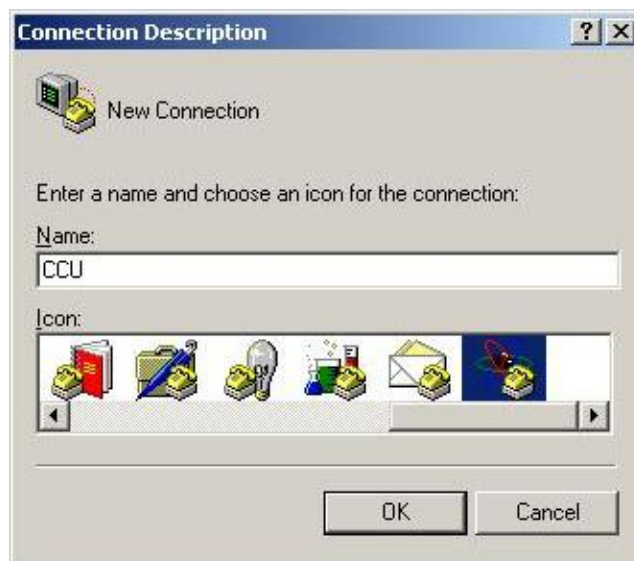 Connection Description
New Connection
Enter a name and choose an icon for the connection:
Name:
CCU
Icon:
OK Cancel